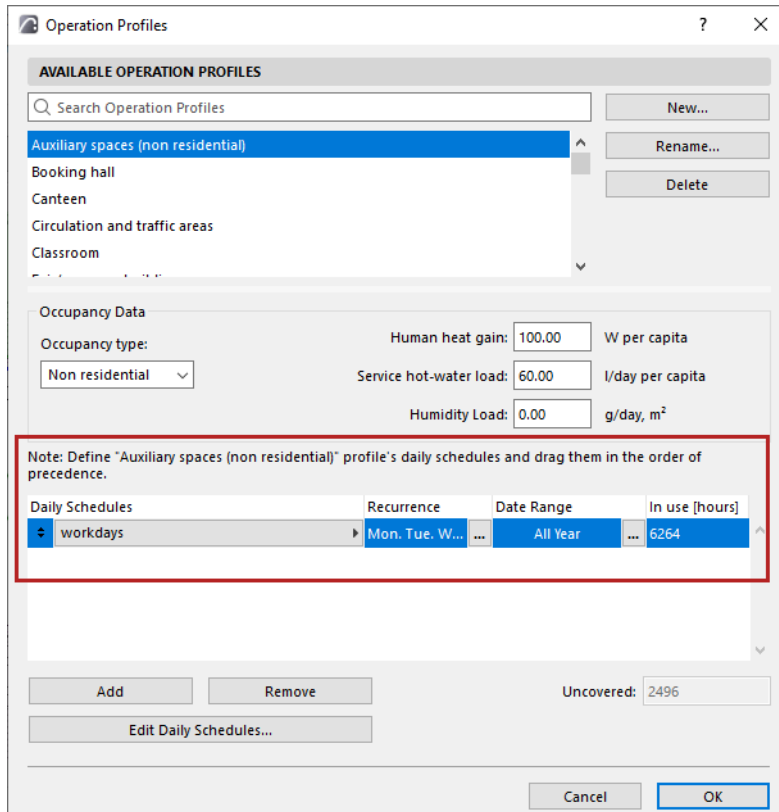 Operation Profiles
?
AVAILABLE OPERATION PROFILES
Search Operation Profiles
New...
Auxiliary spaces (non residential)
Rename...
Booking hall
Delete
Canteen
Circulation and traffic areas
Classroom
Occupancy Data
Occupancy type:
Human heat gain: 100.00 W per capita
Non residential
Service hot-water load: 60.00 l/day per capita
Humidity Load: 0.00 g/day, m²
Note: Define "Auxiliary spaces (non residential)" profile's daily schedules and drag them in the order of
precedence.
Daily Schedules Recurrence Date Range In use [hours]
workdays Mon. Tue. W... ... All Year ... 6264
Add Remove Uncovered: 2496
Edit Daily Schedules...
Cancel OK